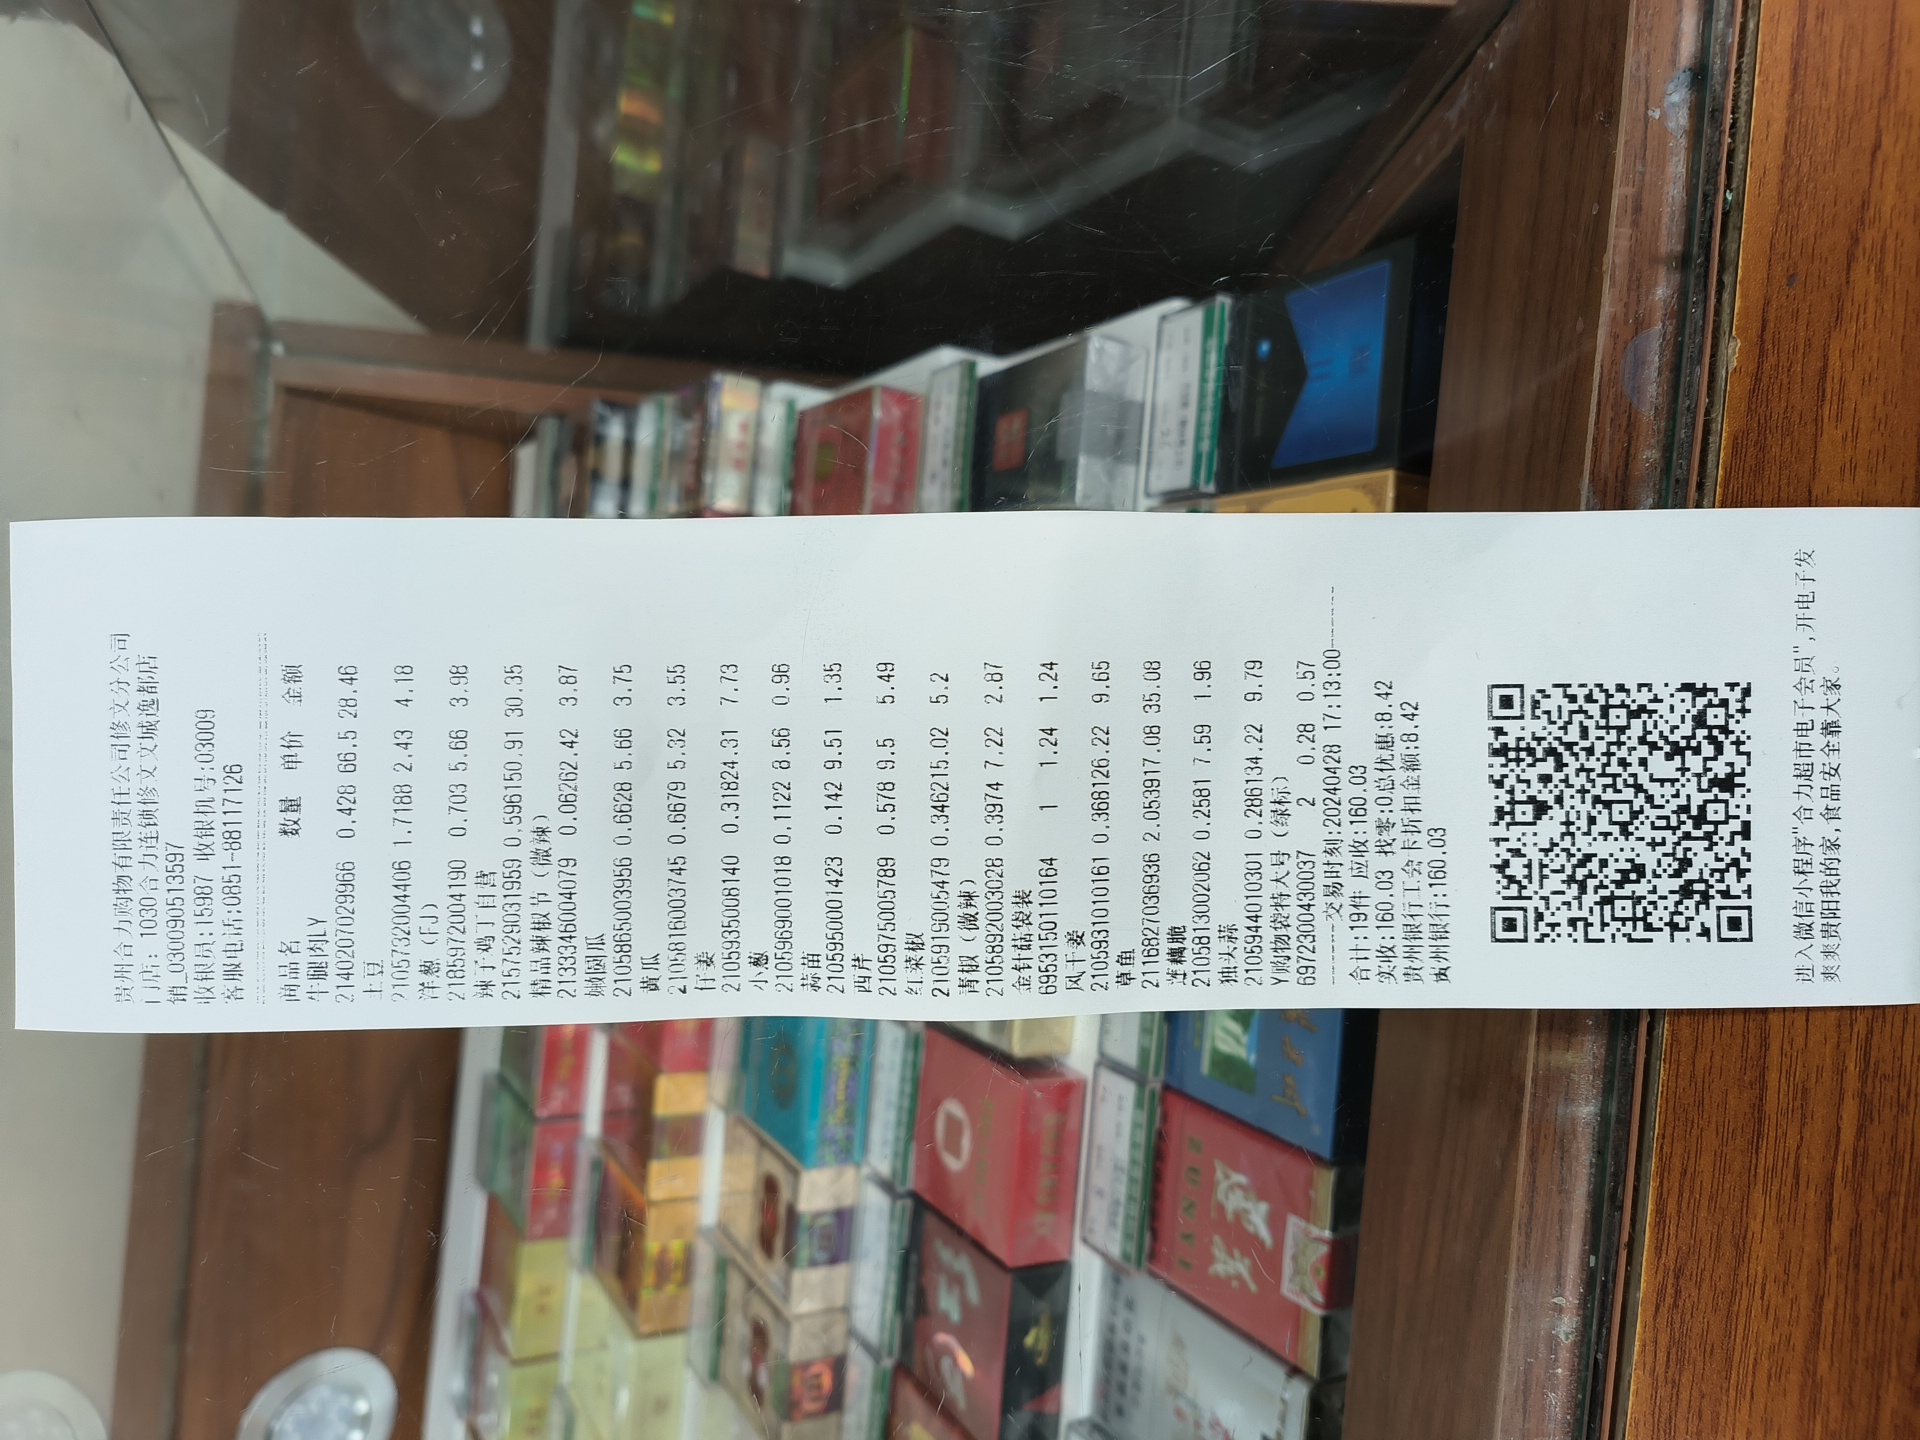 贵州合力购物有限责任公司修文分公司
门店: 1030合力连锁修文文城逸都店
销_0300905013597
收银员:15987 收银机号:03009
客服电话:0851-88117126
商品名 数量 单价 金额
牛腿肉LY
2140207029966 0.428 66.5 28.46
土豆
2105732004406 1.7188 2.43 4.18
洋葱（FJ）
2185972004190 0.703 5.66 3.98
辣子鸡丁自营
2157529031959 0.596150.91 30.35
精品辣椒节（微辣）
2133346004079 0.06262.42 3.87
嫩圆瓜
2105865003956 0.6628 5.66 3.75
黄瓜
2105816003745 0.6679 5.32 3.55
仔姜
2105935008140 0.31824.31 7.73
小葱
2105969001018 0.1122 8.56 0.96
蒜苗
2105950001423 0.142 9.51 1.35
西芹
2105975005789 0.578 9.5 5.49
红菜椒
2105919005479 0.346215.02 5.2
青椒（微辣）
2105892003028 0.3974 7.22 2.87
金针菇袋装
6953150110164 1 1.24 1.24
风干姜
2105931010161 0.368126.22 9.65
草鱼
2116827036936 2.053917.08 35.08
莲藕脆
2105813002062 0.2581 7.59 1.96
独头蒜
2105944010301 0.286134.22 9.79
Y购物袋特大号（绿标）
6972900430037 2 0.28 0.57
------交易时刻:20240428 17:13:00------
合计:19件 应收:160.03
实收:160.03 找零:0总优惠:8.42
贵州银行工会卡折扣金额:8.42
贵州银行:160.03
进入微信小程序"合力超市电子会员",开电子发
爽爽贵阳我的家,食品安全靠大家。
LANZHOU